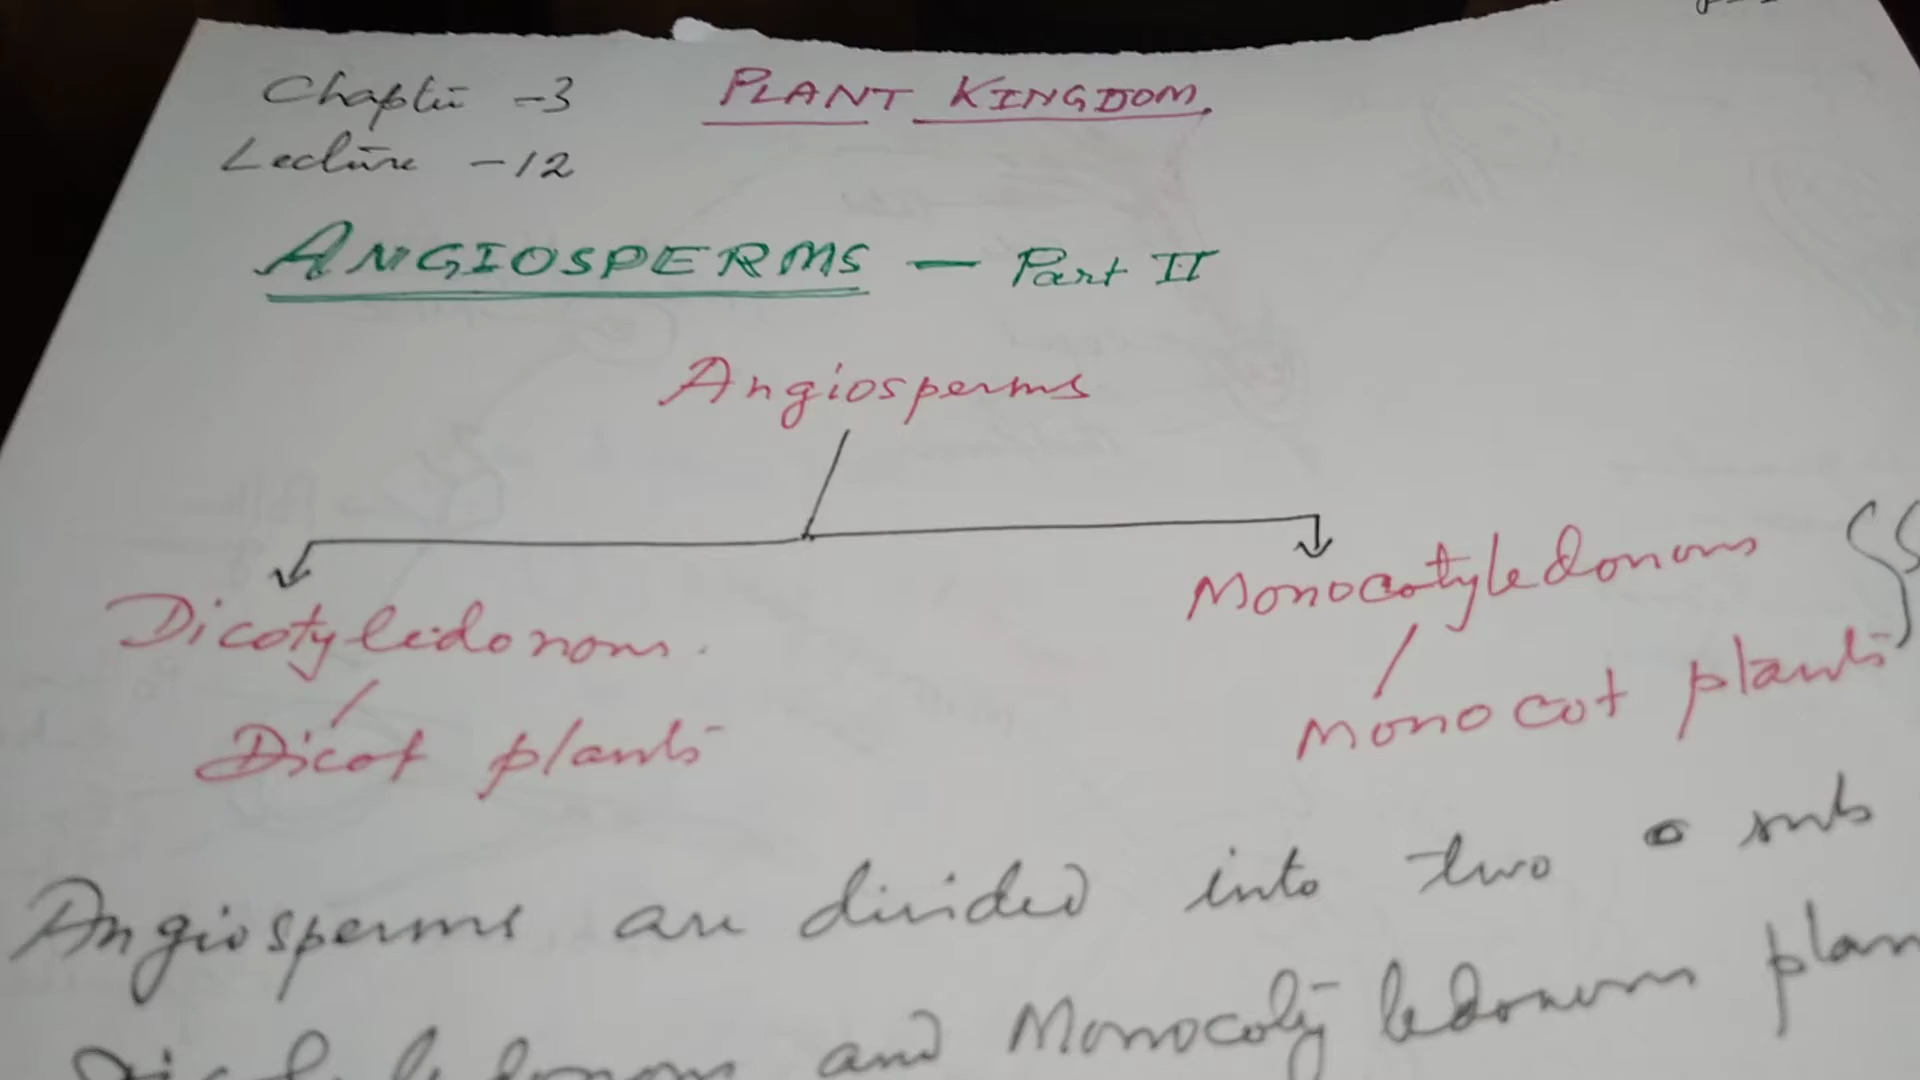 Chapter -3 PLANT KINGDOM.
Lecture -12
ANGIOSPERMS — Part II
Angiosperms
Dicotyledonous. Monocotyledonous
Dicot plants Monocot plants
Angiosperms are divided into two sub
and Monocotyledonous plan